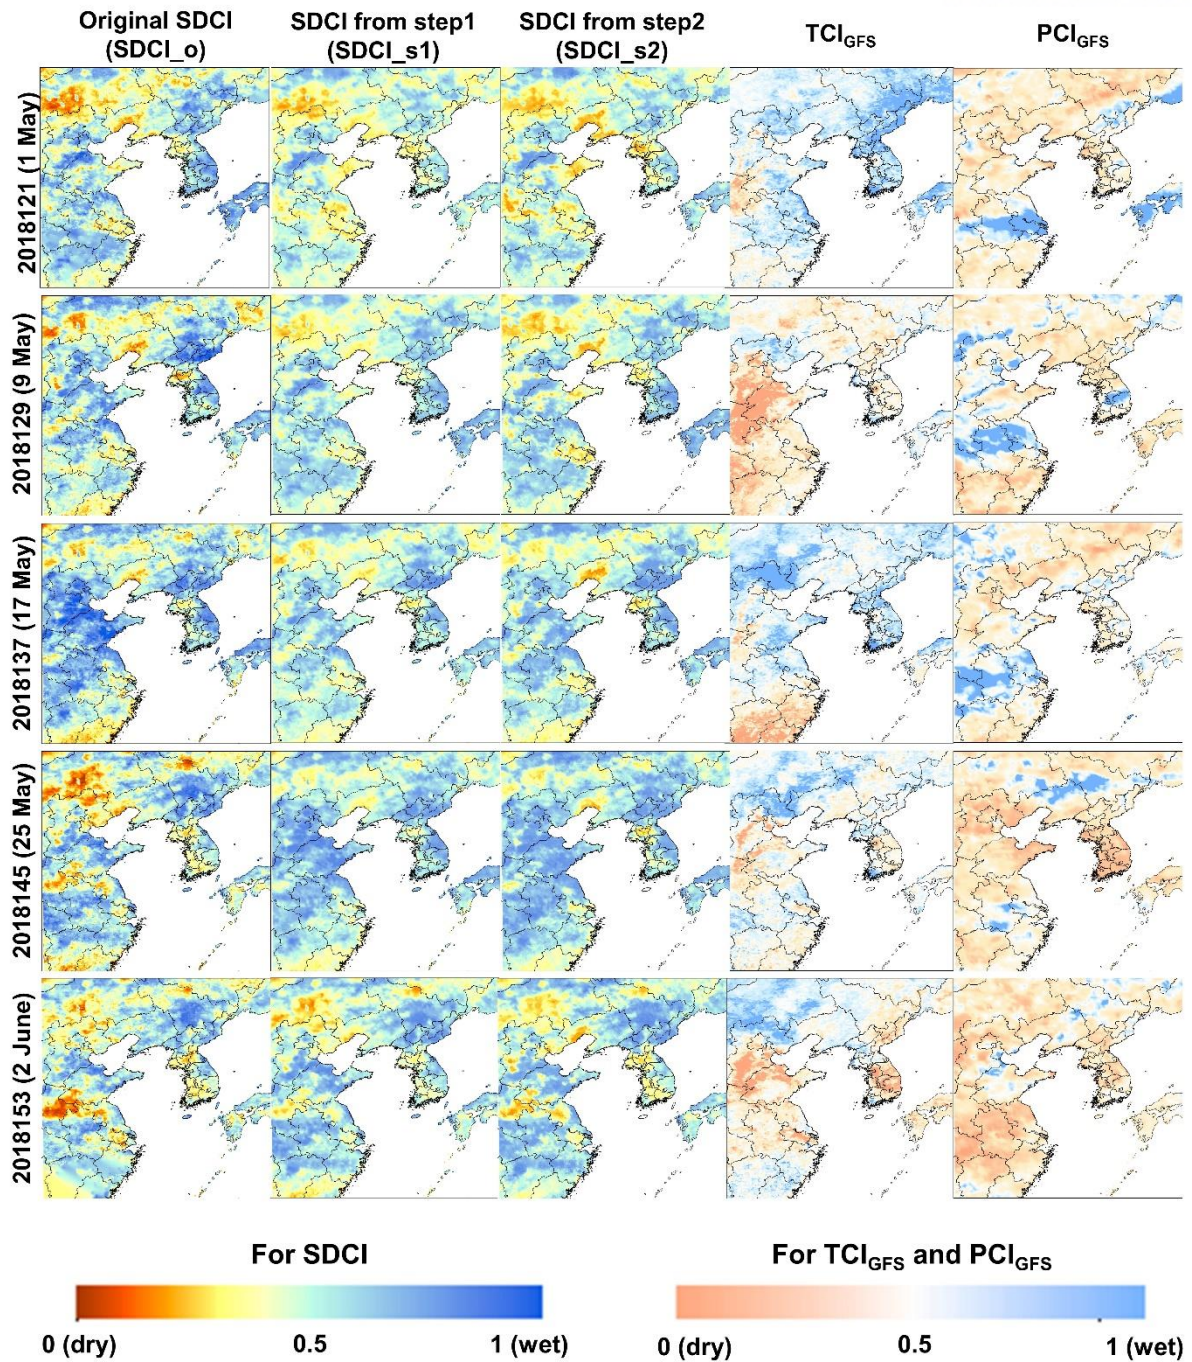 Original SDCI
(SDCI_o)
SDCI from step1
(SDCI_s1)
SDCI from step2
(SDCI_s2)
TCIGFS
PCIGFS
2018121 (1 May)
2018129 (9 May)
2018137 (17 May)
2018145 (25 May)
2018153 (2 June)
For SDCI
For TCIGFS and PCIGFS
0 (dry) 0.5 1 (wet)
0 (dry) 0.5 1 (wet)